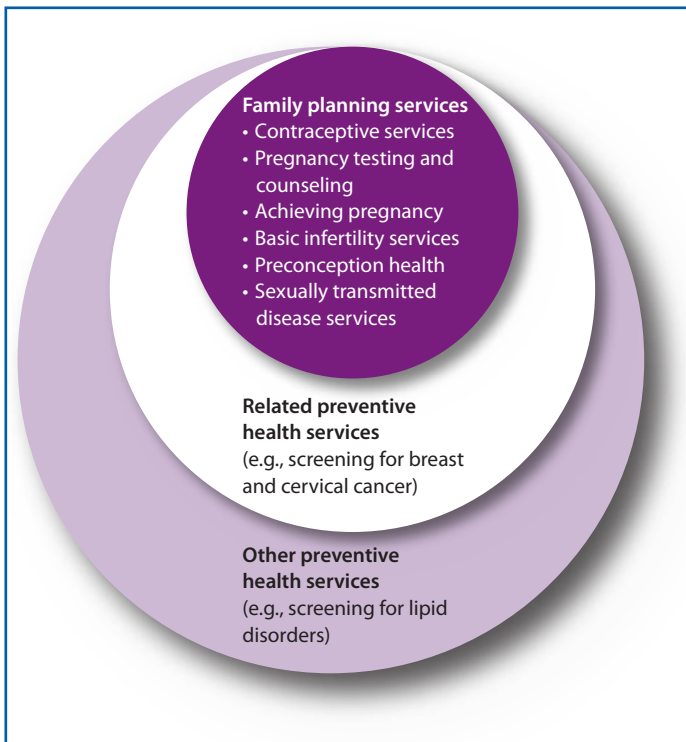 Family planning services
• Contraceptive services
• Pregnancy testing and
counseling
• Achieving pregnancy
• Basic infertility services
• Preconception health
• Sexually transmitted
disease services
Related preventive
health services
(e.g., screening for breast
and cervical cancer)
Other preventive
health services
(e.g., screening for lipid
disorders)